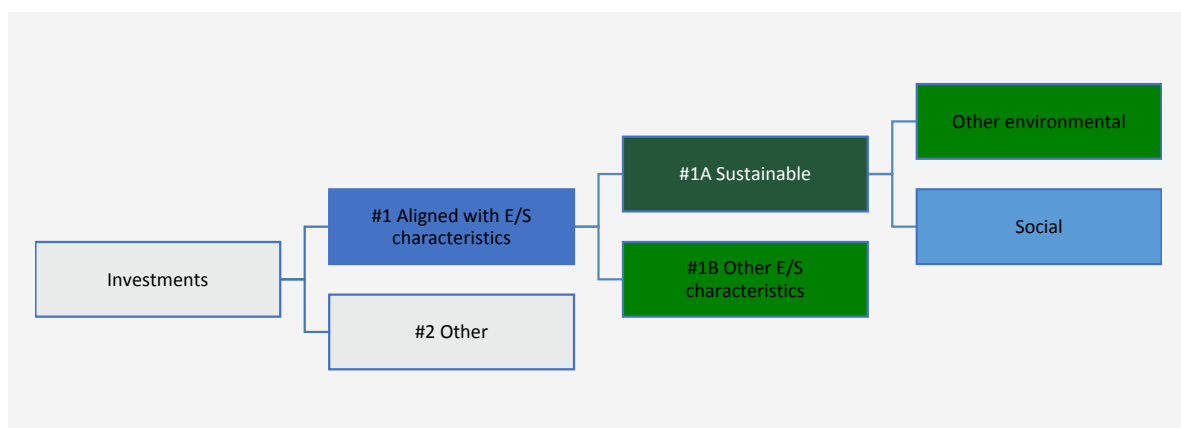 Investments
#1 Aligned with E/S
characteristics
#2 Other
#1A Sustainable
#1B Other E/S
characteristics
Other environmental
Social